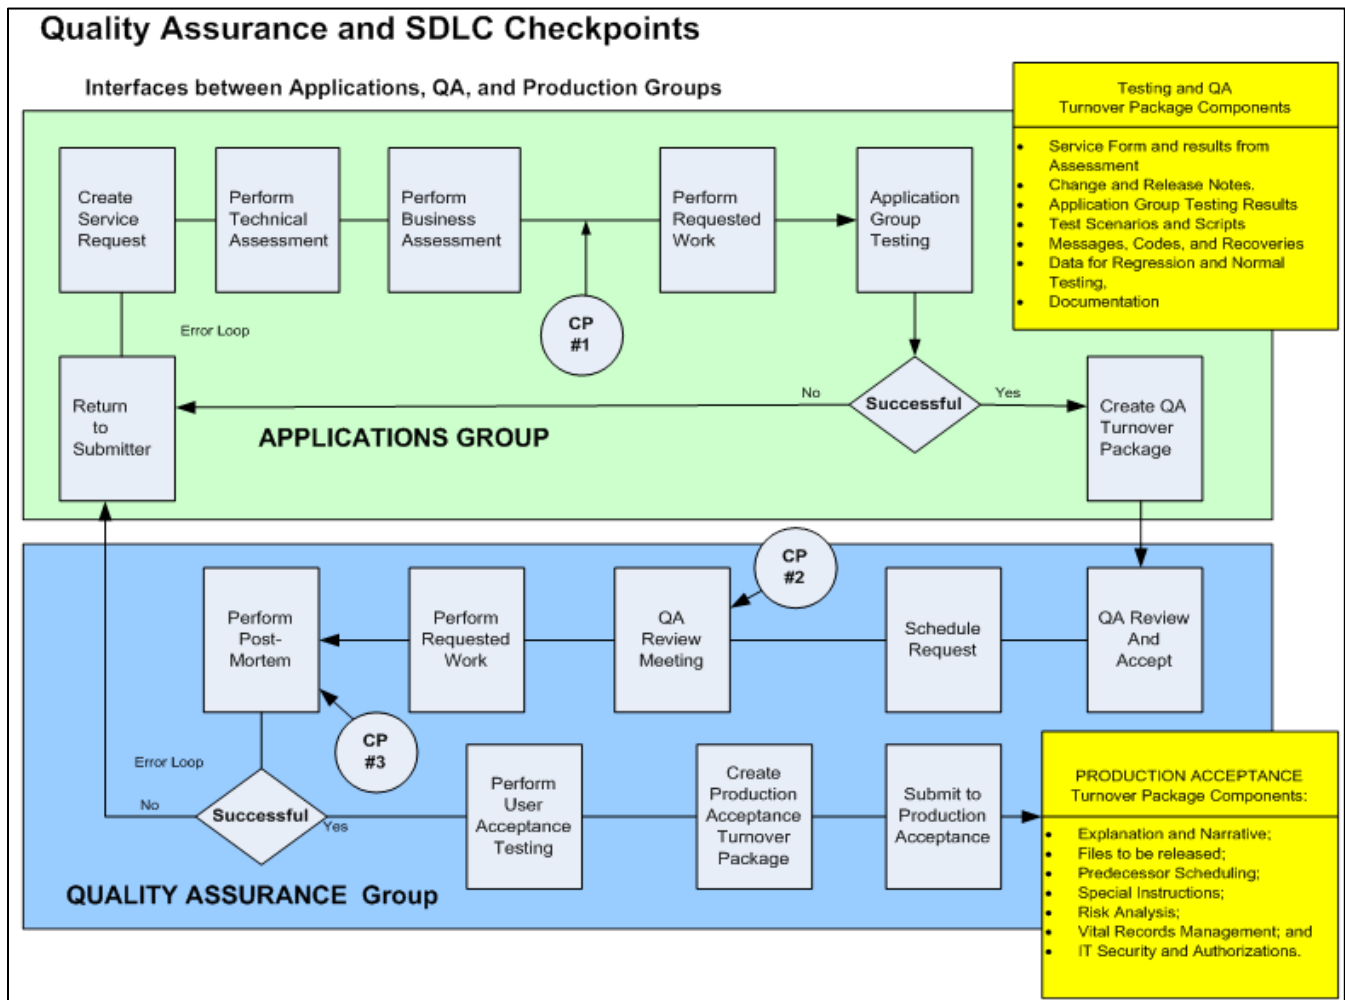 Quality Assurance and SDLC Checkpoints
Interfaces between Applications, QA, and Production Groups
Testing and QA
Turnover Package Components
• Service Form and results from
Assessment
• Change and Release Notes.
• Application Group Testing Results
• Test Scenarios and Scripts
• Messages, Codes, and Recoveries
• Data for Regression and Normal
Testing,
• Documentation
Create
Service
Request
Perform
Technical
Assessment
Perform
Business
Assessment
Perform
Requested
Work
Application
Group
Testing
CP
#1
Error Loop
Return
to
Submitter
No
Successful
Yes
Create QA
Turnover
Package
APPLICATIONS GROUP
CP
#2
Perform
Post-
Mortem
Perform
Requested
Work
QA
Review
Meeting
Schedule
Request
QA Review
And
Accept
CP
#3
Error Loop
No
Successful
Yes
Perform
User
Acceptance
Testing
Create
Production
Acceptance
Turnover
Package
Submit to
Production
Acceptance
PRODUCTION ACCEPTANCE
Turnover Package Components:
• Explanation and Narrative;
• Files to be released;
• Predecessor Scheduling;
• Special Instructions;
• Risk Analysis;
• Vital Records Management; and
• IT Security and Authorizations.
QUALITY ASSURANCE Group